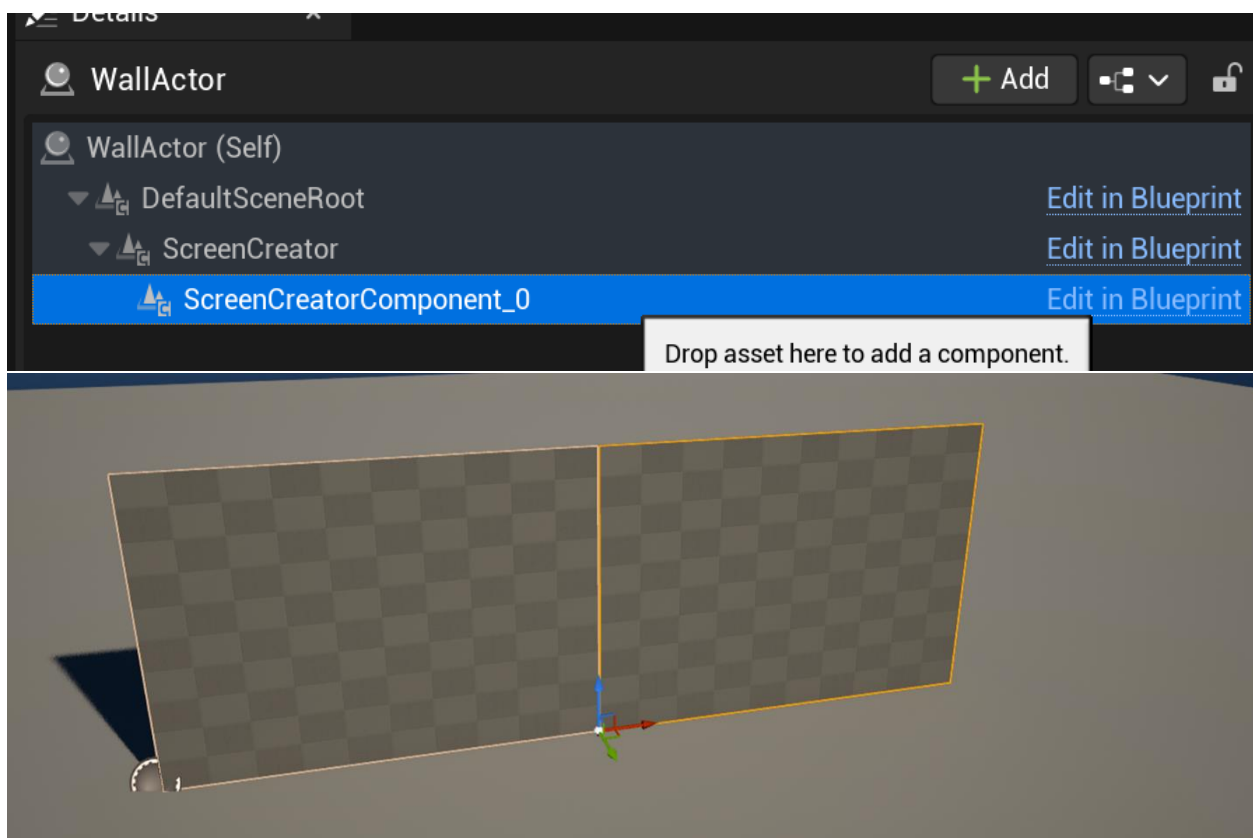 Details
WallActor
Add
WallActor (Self)
DefaultSceneRoot Edit in Blueprint
ScreenCreator Edit in Blueprint
ScreenCreatorComponent_0 Edit in Blueprint
Drop asset here to add a component.